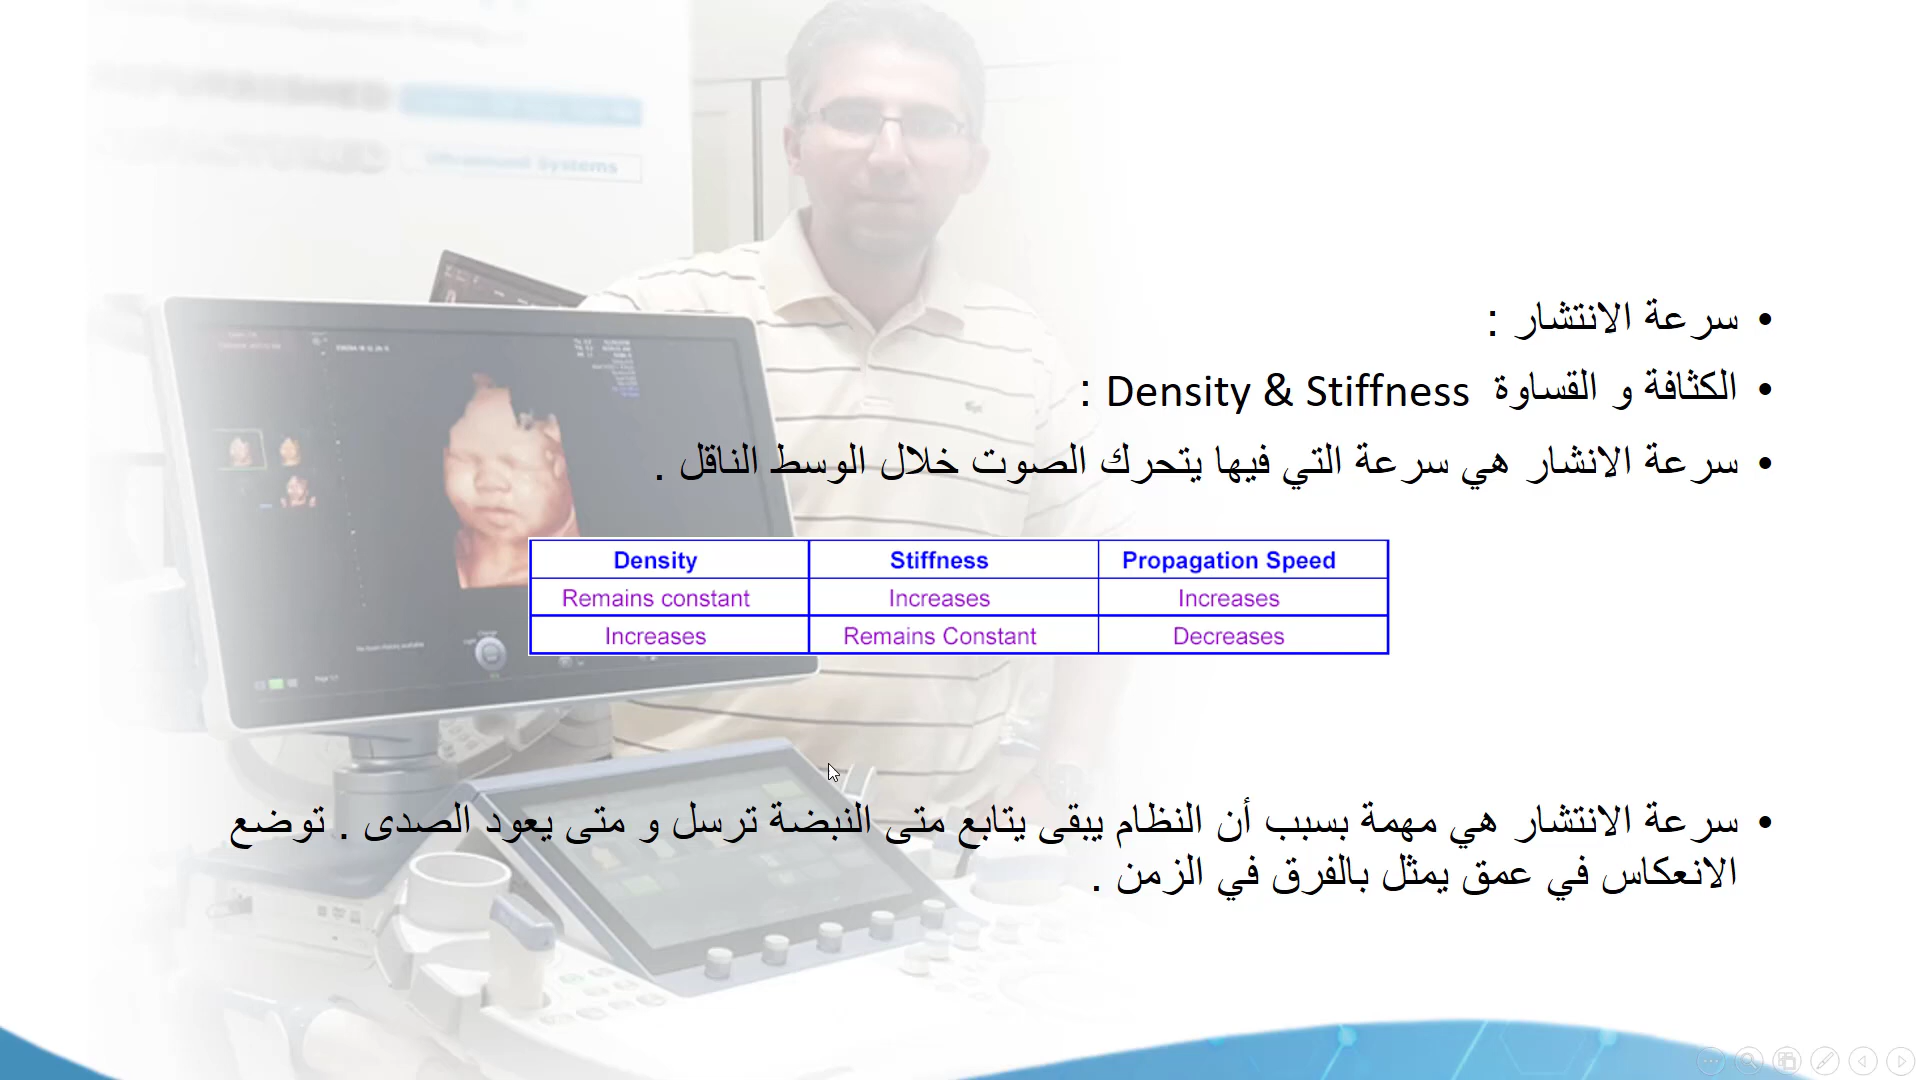 Ultrasound Systems
سرعة الانتشار :
الكثافة و القساوة Density & Stiffness :
سرعة الانشار هي سرعة التي فيها يتحرك الصوت خلال الوسط الناقل .
Density Stiffness Propagation Speed
Remains constant Increases Increases
Increases Remains Constant Decreases
سرعة الانتشار هي مهمة بسبب أن النظام يبقى يتابع متى النبضة ترسل و متى يعود الصدى . توضع
الانعكاس في عمق يمثل بالفرق في الزمن .